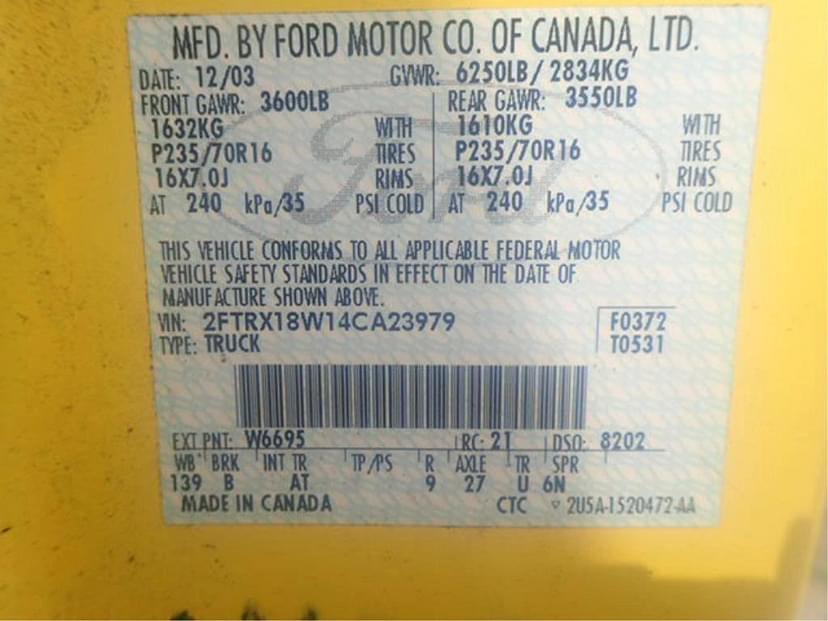 MFD. BY FORD MOTOR CO. OF CANADA, LTD.
DATE: 12/03 GVWR: 6250LB/ 2834KG
FRONT GAWR: 3600LB REAR GAWR: 3550LB
1632KG WITH 1610KG WITH
P235/70R16 TIRES P235/70R16 TIRES
16X7.0J RIMS 16X7.0J RIMS
AT 240 kPa/35 PSI COLD AT 240 kPa/35 PSI COLD
Ford
THIS VEHICLE CONFORMS TO ALL APPLICABLE FEDERAL MOTOR
VEHICLE SAFETY STANDARDS IN EFFECT ON THE DATE OF
MANUFACTURE SHOWN ABOVE.
VIN: 2FTRX18W14CA23979 F0372
TYPE: TRUCK T0531
EXT PNT: W6695 RC: 21 DSO: 8202
WB BRK INT TR TP/PS R AXLE TR SPR
139 B AT 9 27 U 6N
MADE IN CANADA CTC ▽ 2U5A-1520472-AA